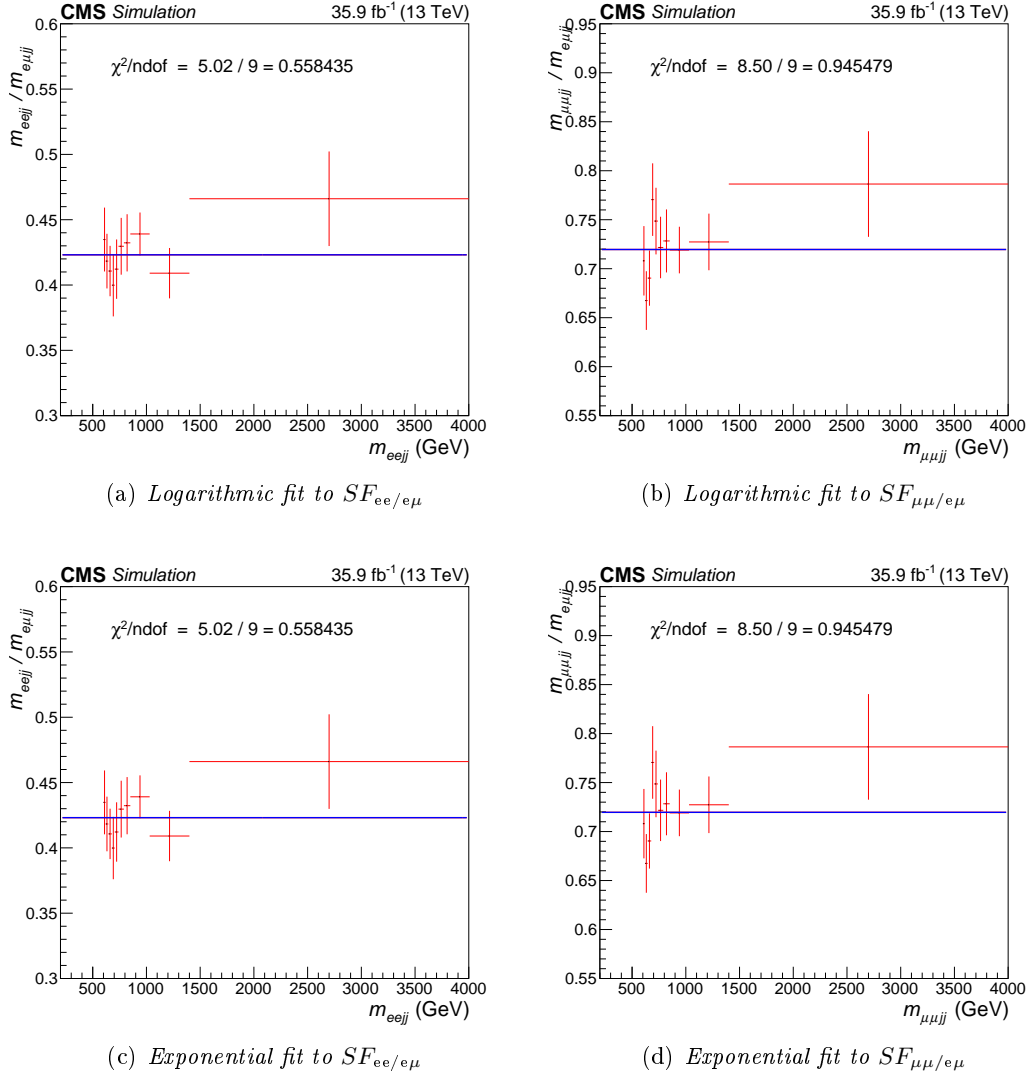 CMS Simulation 35.9 fb⁻¹ (13 TeV)
m_eejj / m_eμjj
χ²/ndof = 5.02 / 9 = 0.558435
0.6
0.55
0.5
0.45
0.4
0.35
0.3
500 1000 1500 2000 2500 3000 3500 4000
m_eejj (GeV)
(a) Logarithmic fit to SF_ee/eμ
CMS Simulation 35.9 fb⁻¹ (13 TeV)
m_μμjj / m_eμjj
χ²/ndof = 8.50 / 9 = 0.945479
0.95
0.9
0.85
0.8
0.75
0.7
0.65
0.6
0.55
500 1000 1500 2000 2500 3000 3500 4000
m_μμjj (GeV)
(b) Logarithmic fit to SF_μμ/eμ
CMS Simulation 35.9 fb⁻¹ (13 TeV)
m_eejj / m_eμjj
χ²/ndof = 5.02 / 9 = 0.558435
0.6
0.55
0.5
0.45
0.4
0.35
0.3
500 1000 1500 2000 2500 3000 3500 4000
m_eejj (GeV)
(c) Exponential fit to SF_ee/eμ
CMS Simulation 35.9 fb⁻¹ (13 TeV)
m_μμjj / m_eμjj
χ²/ndof = 8.50 / 9 = 0.945479
0.95
0.9
0.85
0.8
0.75
0.7
0.65
0.6
0.55
500 1000 1500 2000 2500 3000 3500 4000
m_μμjj (GeV)
(d) Exponential fit to SF_μμ/eμ